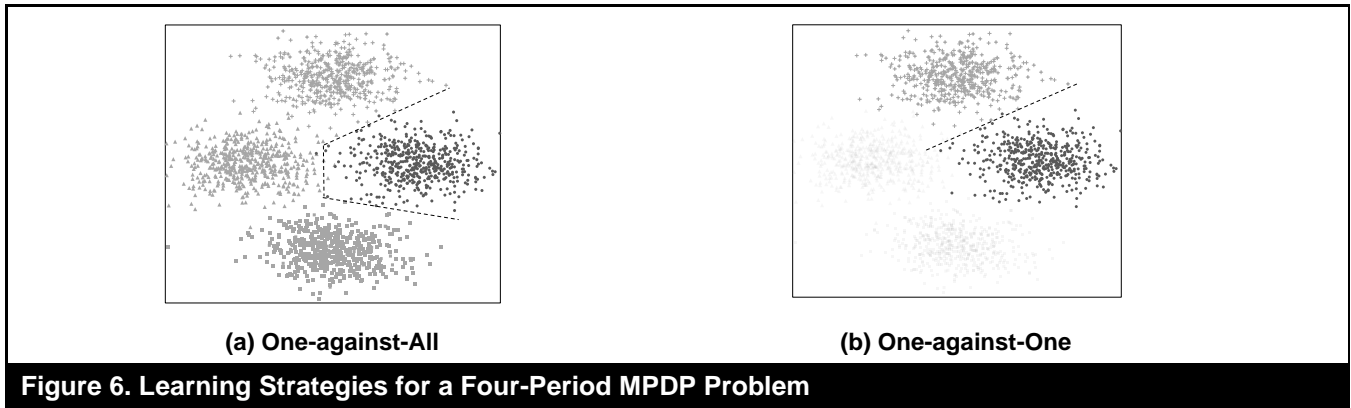 (a) One-against-All
(b) One-against-One
Figure 6. Learning Strategies for a Four-Period MPDP Problem